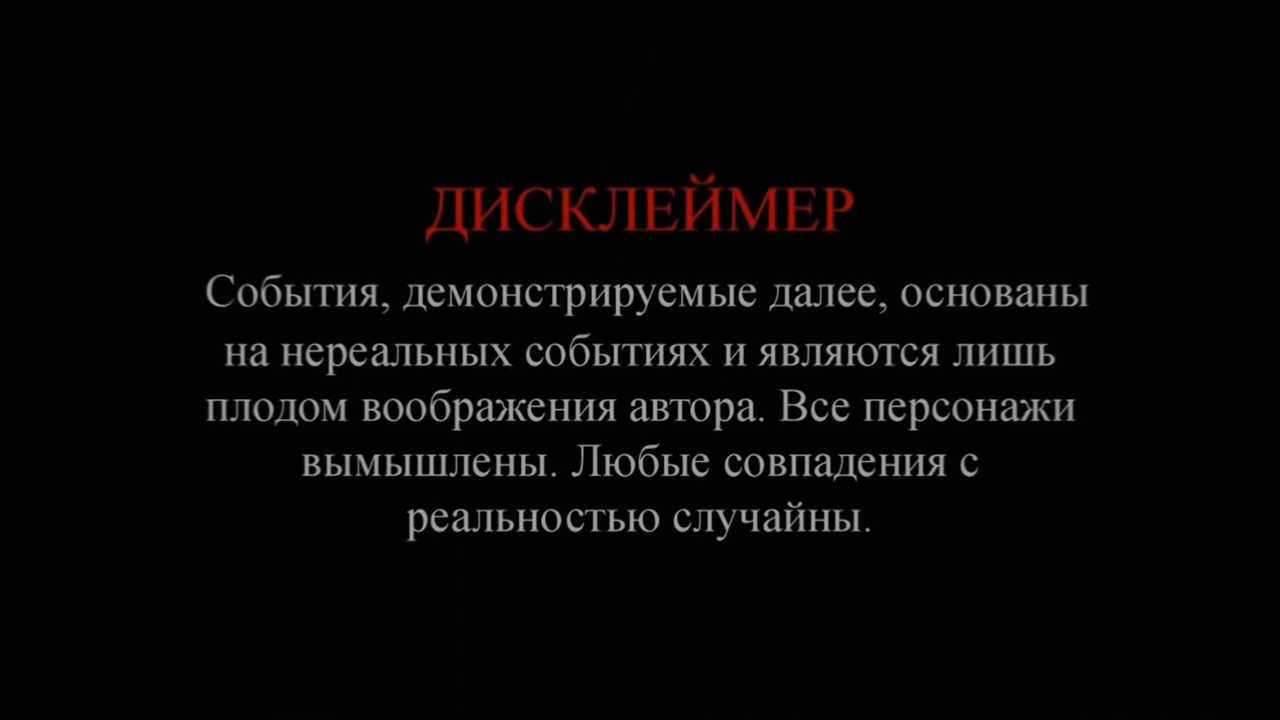 ДИСКЛЕЙМЕР
События, демонстрируемые далее, основаны
на нереальных событиях и являются лишь
плодом воображения автора. Все персонажи
вымышлены. Любые совпадения с
реальностью случайны.